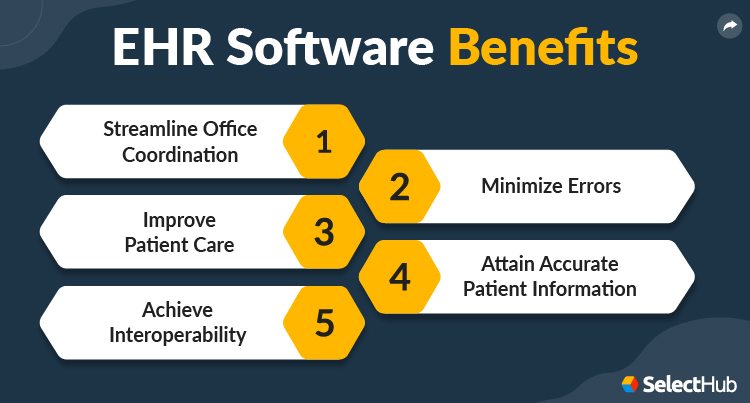 EHR Software Benefits
Streamline Office
Coordination
1
2
Minimize Errors
Improve
Patient Care
3
4
Attain Accurate
Patient Information
Achieve
Interoperability
5
SelectHub